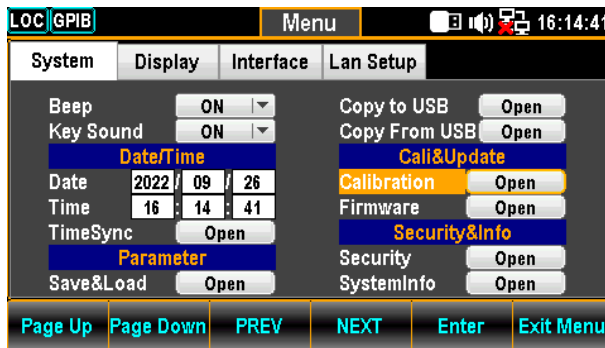 LOC GPIB Menu 16:14:41
System Display Interface Lan Setup
Beep ON Copy to USB Open
Key Sound ON Copy From USB Open
Date/Time Cali&Update
Date 2022 / 09 / 26 Calibration Open
Time 16 : 14 : 41 Firmware Open
TimeSync Open Security&Info
Parameter Security Open
Save&Load Open SystemInfo Open
Page Up Page Down PREV NEXT Enter Exit Menu